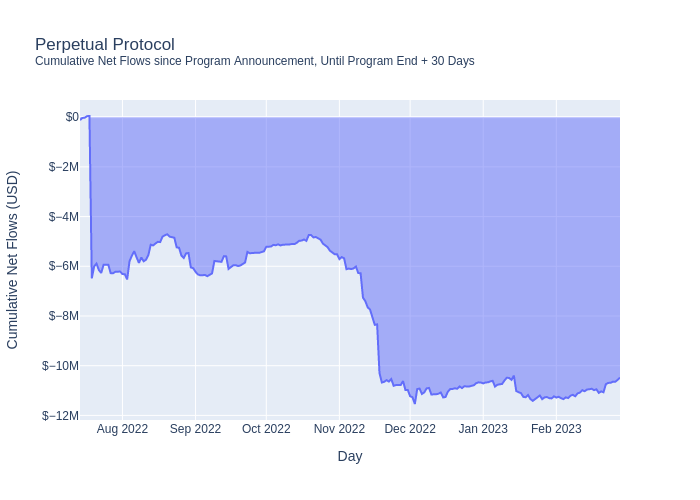 Perpetual Protocol
Cumulative Net Flows since Program Announcement, Until Program End + 30 Days
Cumulative Net Flows (USD)
$0
$−2M
$−4M
$−6M
$−8M
$−10M
$−12M
Aug 2022 Sep 2022 Oct 2022 Nov 2022 Dec 2022 Jan 2023 Feb 2023
Day